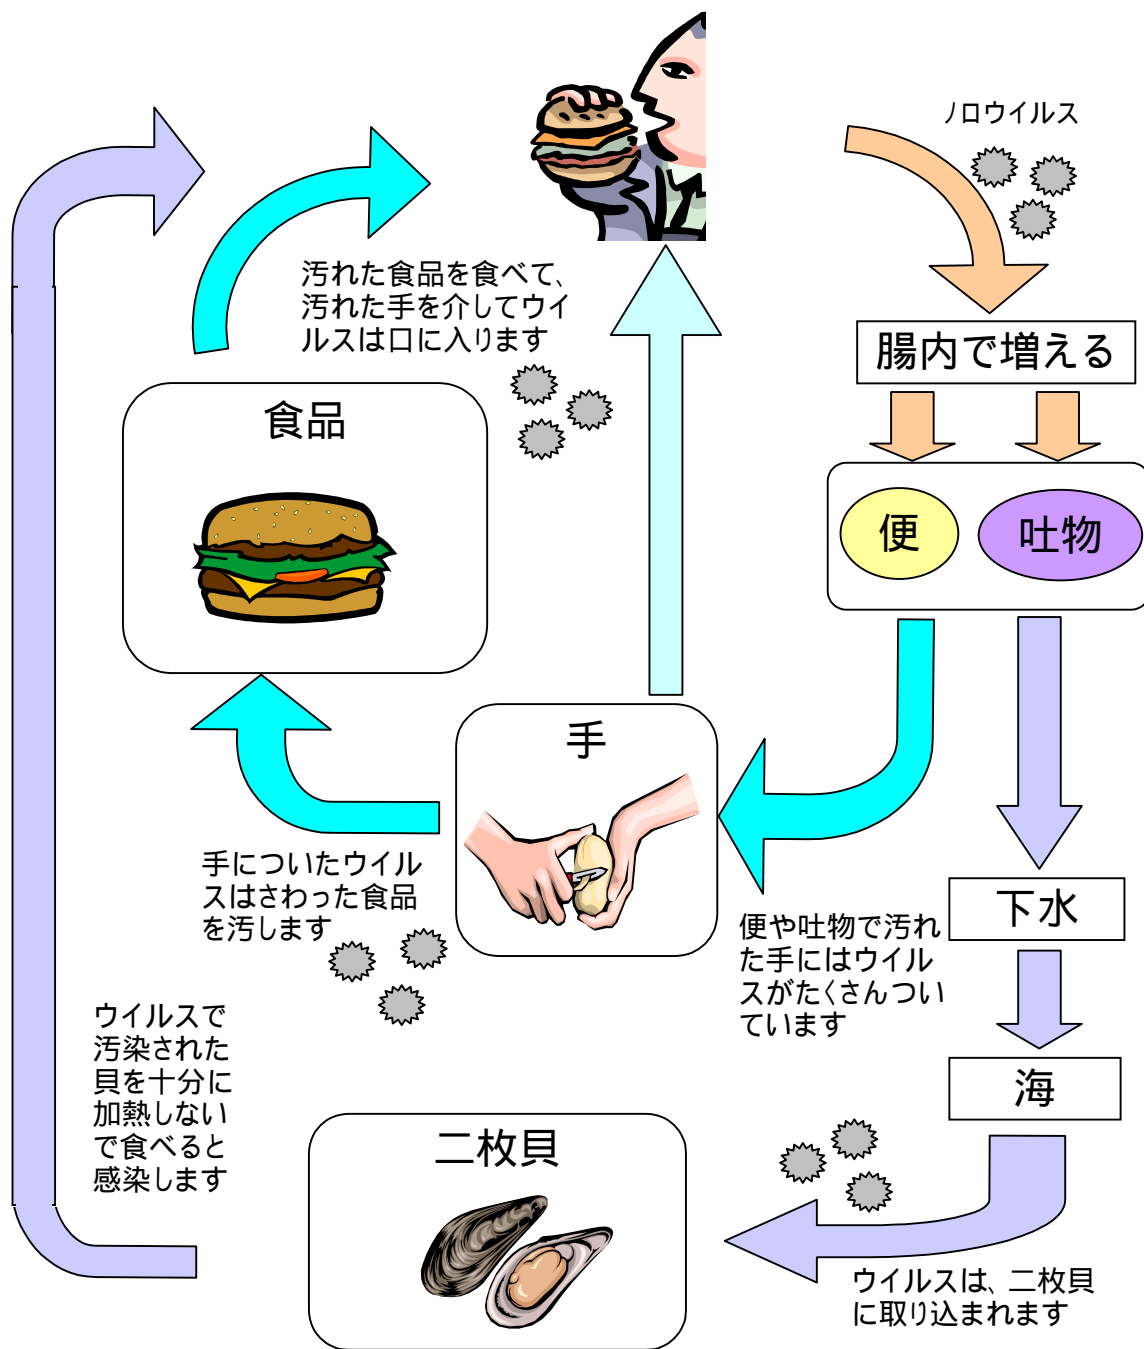 ノロウイルス
汚れた食品を食べて、
汚れた手を介してウイ
ルスは口に入ります
腸内で増える
食品
便
吐物
手
手についたウイル
スはさわった食品
を汚します
便や吐物で汚れ
た手にはウイル
スがたくさんつい
ています
下水
ウイルスで
汚染された
貝を十分に
加熱しない
で食べると
感染します
海
二枚貝
ウイルスは、二枚貝
に取り込まれます